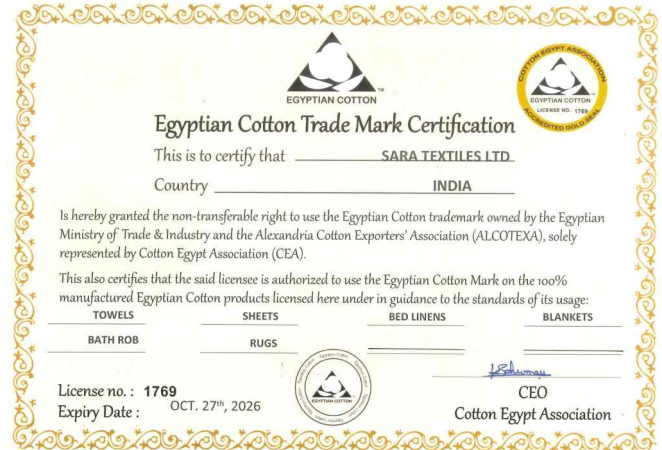 EGYPTIAN COTTON
TM
COTTON EGYPT ASSOCIATION
EGYPTIAN COTTON
LICENSE NO.: 1769
ACCREDITED GOLD SEAL
Egyptian Cotton Trade Mark Certification
This is to certify that SARA TEXTILES LTD
Country INDIA
Is hereby granted the non-transferable right to use the Egyptian Cotton trademark owned by the Egyptian
Ministry of Trade & Industry and the Alexandria Cotton Exporters' Association (ALCOTEXA), solely
represented by Cotton Egypt Association (CEA).
This also certifies that the said licensee is authorized to use the Egyptian Cotton Mark on the 100%
manufactured Egyptian Cotton products licensed here under in guidance to the standards of its usage:
TOWELS SHEETS BED LINENS BLANKETS
BATH ROB RUGS
EGYPTIAN COTTON
License no. : 1769
Expiry Date : OCT. 27th, 2026
CEO
Cotton Egypt Association